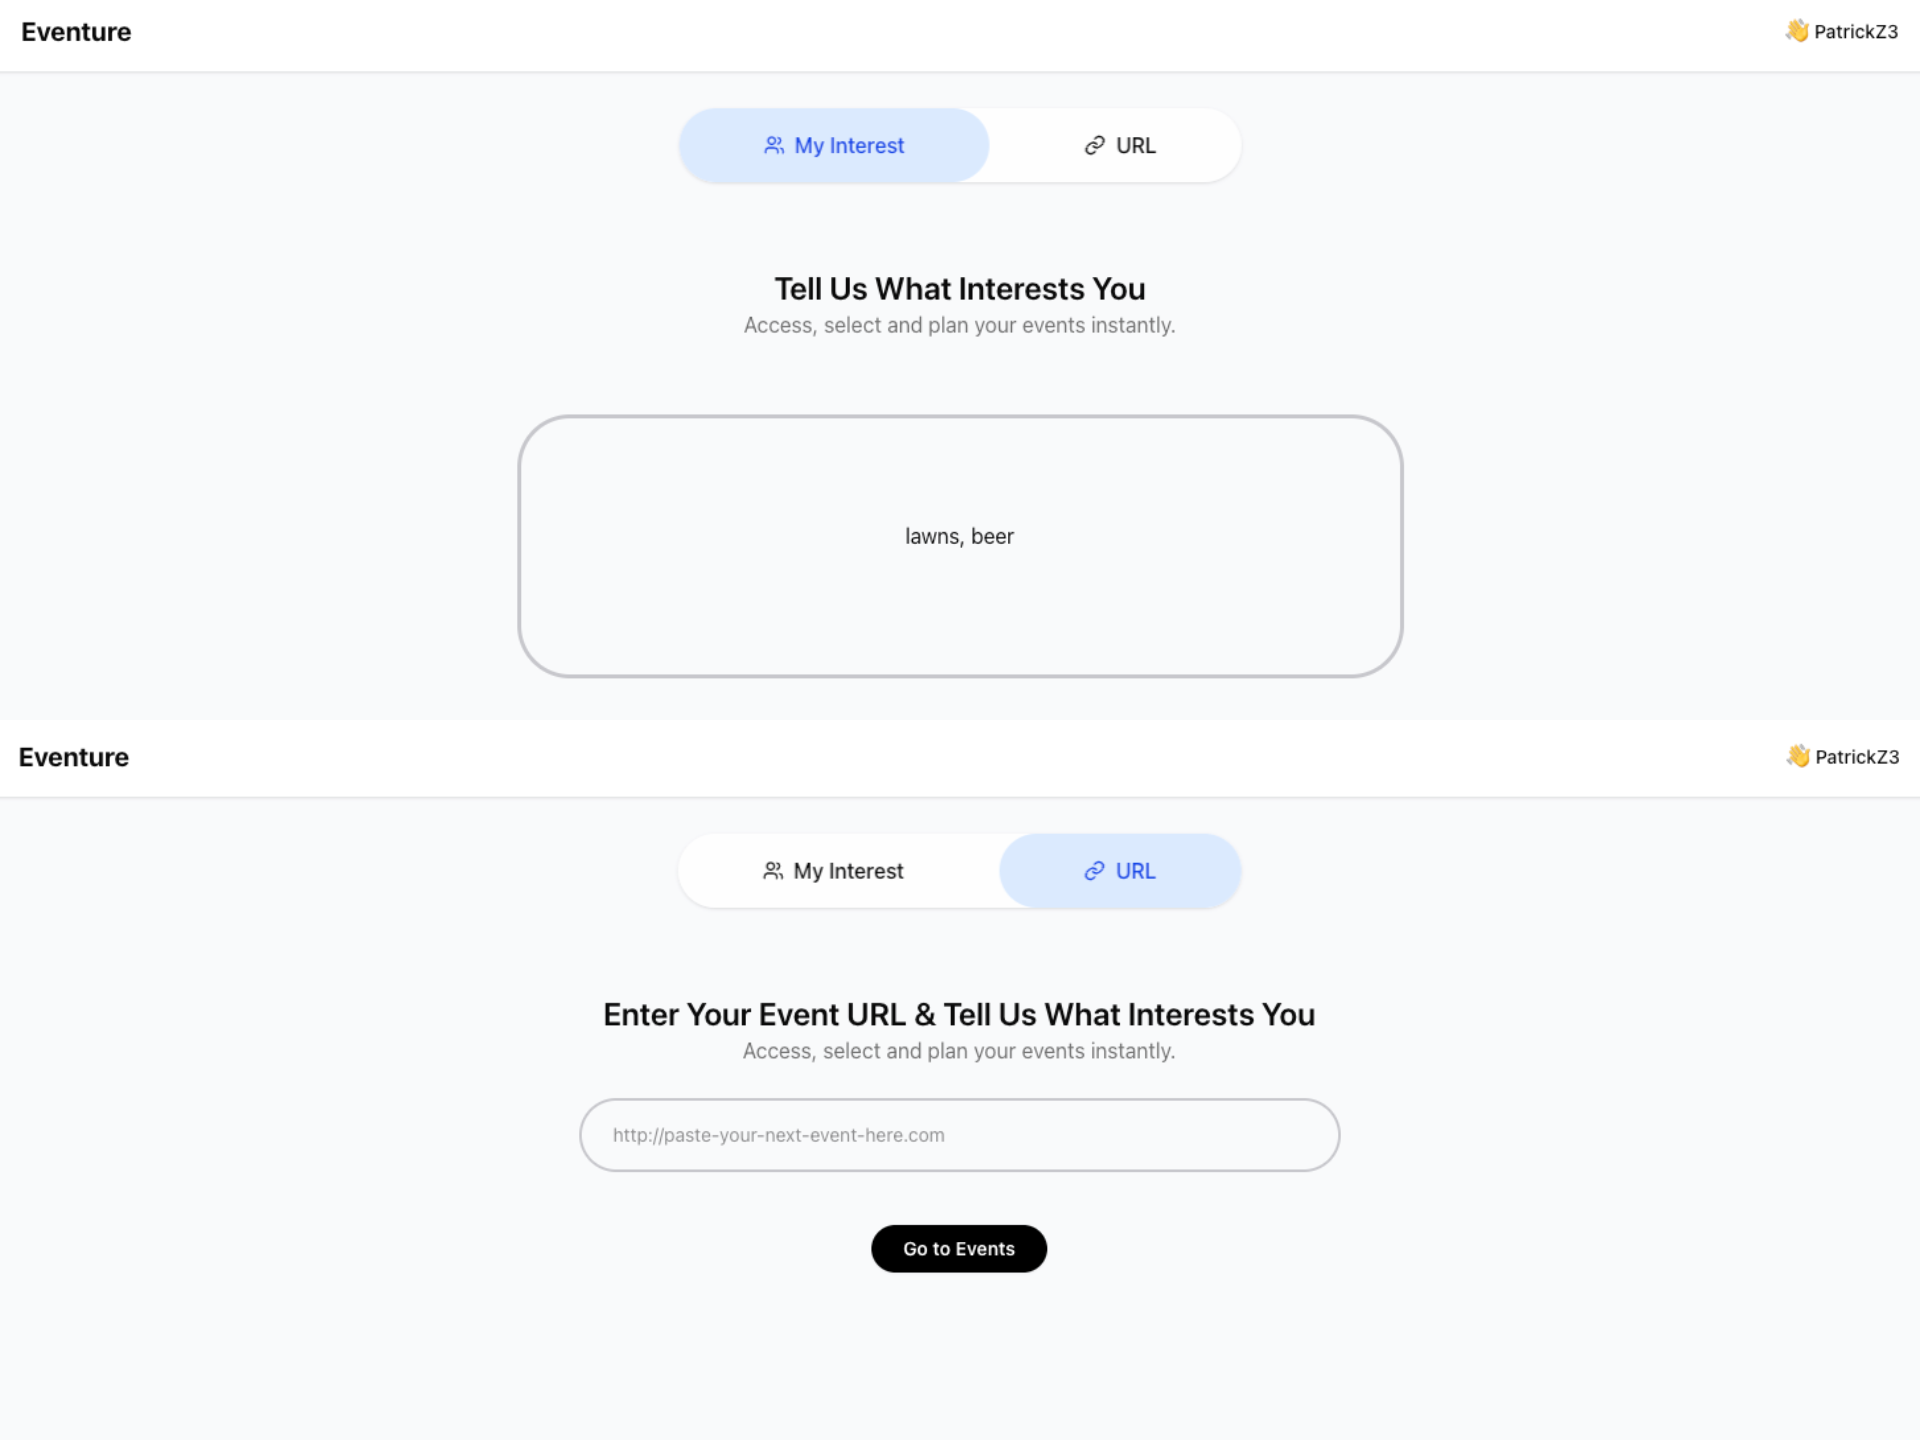 Eventure
👋 PatrickZ3
My Interest
URL
Tell Us What Interests You
Access, select and plan your events instantly.
lawns, beer
Eventure
👋 PatrickZ3
My Interest
URL
Enter Your Event URL & Tell Us What Interests You
Access, select and plan your events instantly.
http://paste-your-next-event-here.com
Go to Events